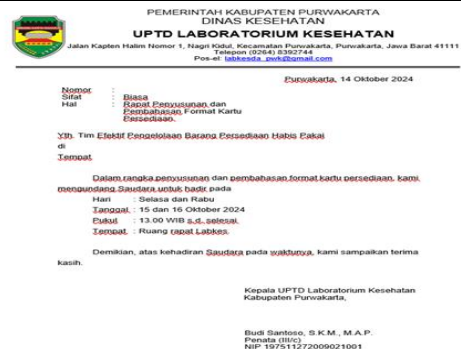 PEMERINTAH KABUPATEN PURWAKARTA
DINAS KESEHATAN
UPTD LABORATORIUM KESEHATAN
Jalan Kapten Halim Nomor 1, Nagri Kidul, Kecamatan Purwakarta, Purwakarta, Jawa Barat 41111
Telepon (0264) 8392744
Pos-el: labkesda_pwk@gmail.com
Purwakarta, 14 Oktober 2024
Nomor :
Sifat : Biasa
Hal : Rapat Penyusunan dan
Pembahasan Format Kartu
Persediaan.
Yth. Tim Efektif Pengelolaan Barang Persediaan Habis Pakai
di
Tempat
Dalam rangka penyusunan dan pembahasan format kartu persediaan, kami
mengundang Saudara untuk hadir pada
Hari : Selasa dan Rabu
Tanggal : 15 dan 16 Oktober 2024
Pukul : 13.00 WIB s.d. selesai
Tempat : Ruang rapat Labkes.
Demikian, atas kehadiran Saudara pada waktunya, kami sampaikan terima
kasih.
Kepala UPTD Laboratorium Kesehatan
Kabupaten Purwakarta,
Budi Santoso, S.K.M., M.A.P.
Penata (III/c)
NIP 197511272009021001